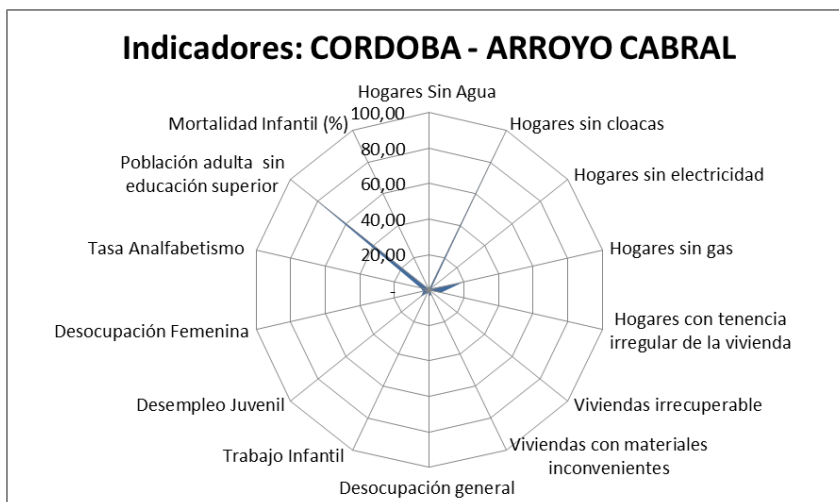 Indicadores: CORDOBA - ARROYO CABRAL
Hogares Sin Agua
100,00
80,00
60,00
40,00
20,00
-
Hogares sin cloacas
Hogares sin electricidad
Hogares sin gas
Hogares con tenencia
irregular de la vivienda
Viviendas irrecuperable
Viviendas con materiales
inconvenientes
Desocupación general
Trabajo Infantil
Desempleo Juvenil
Desocupación Femenina
Tasa Analfabetismo
Población adulta  sin
educación superior
Mortalidad Infantil (%)